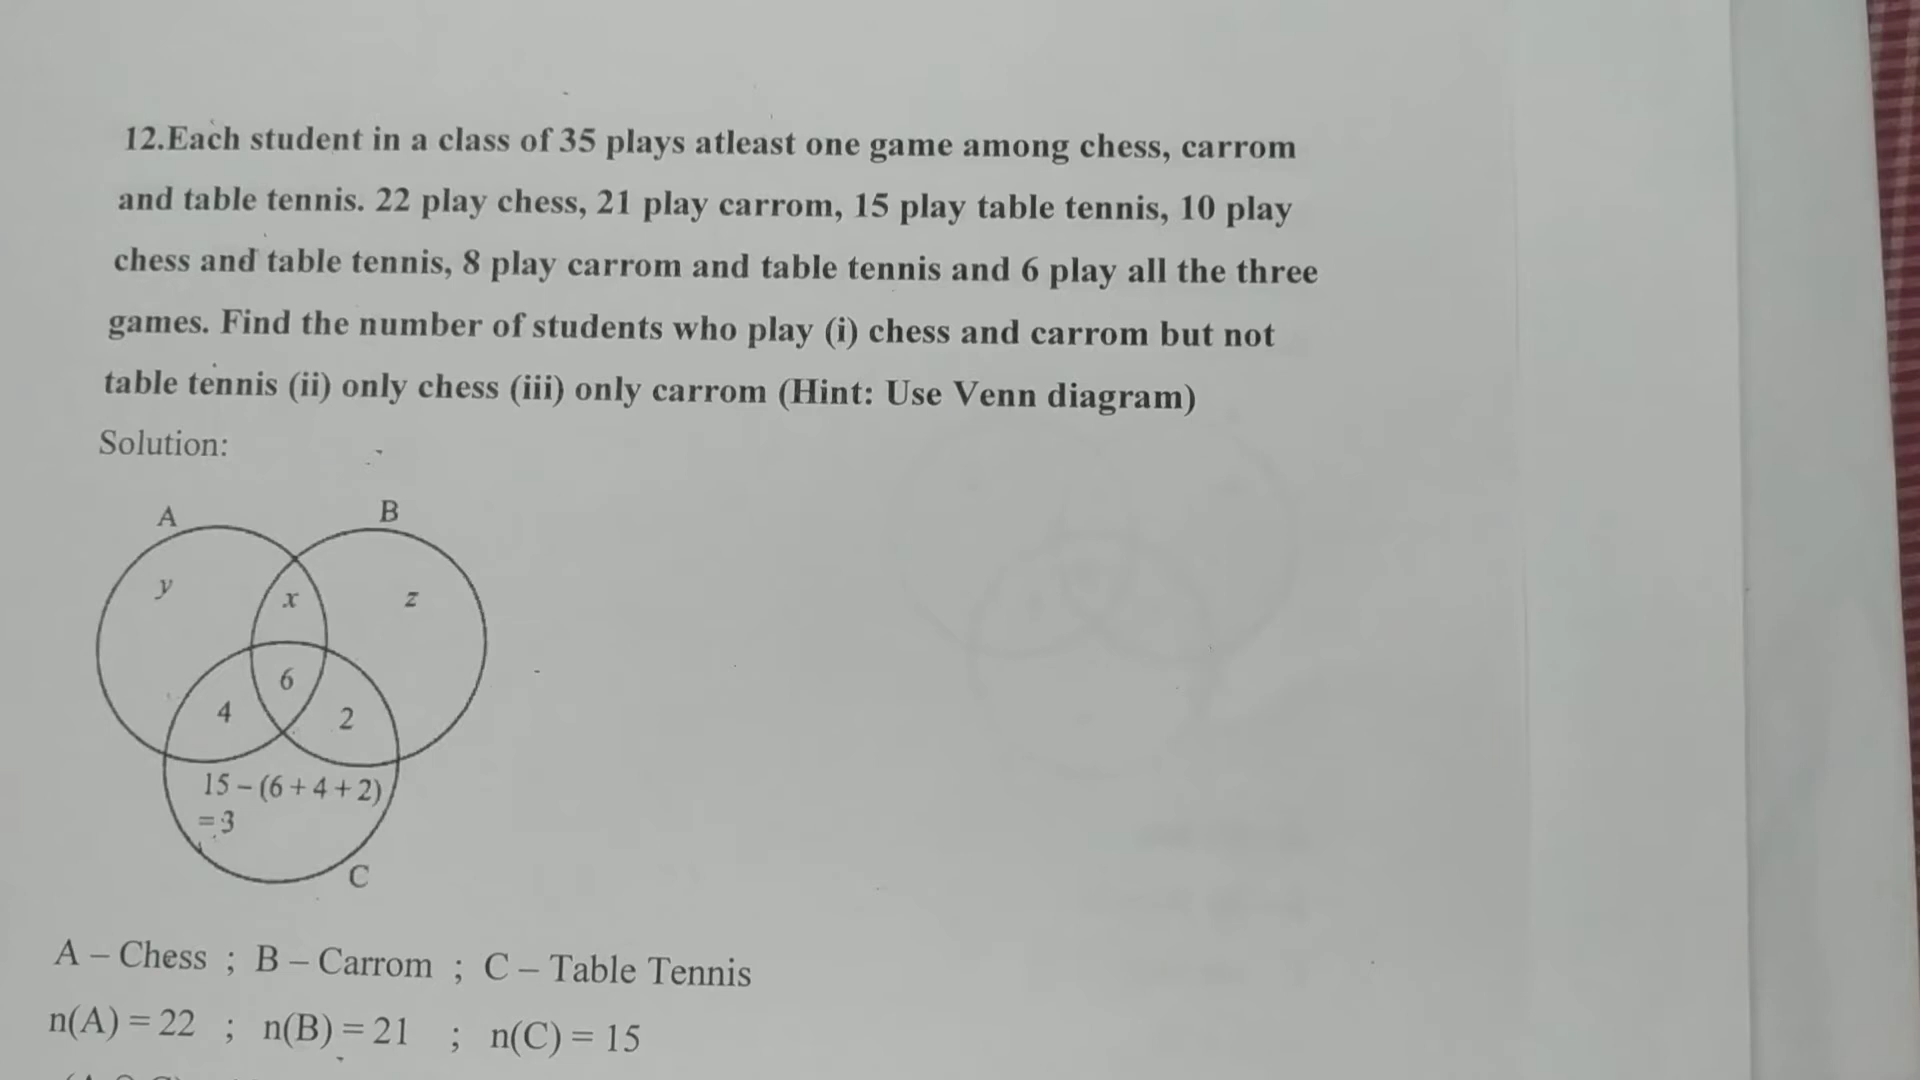 12.Each student in a class of 35 plays atleast one game among chess, carrom
and table tennis. 22 play chess, 21 play carrom, 15 play table tennis, 10 play
chess and table tennis, 8 play carrom and table tennis and 6 play all the three
games. Find the number of students who play (i) chess and carrom but not
table tennis (ii) only chess (iii) only carrom (Hint: Use Venn diagram)
Solution:
A B
y x z
6
4 2
15 – (6 + 4 + 2)
= 3
C
A – Chess ; B – Carrom ; C – Table Tennis
n(A) = 22 ; n(B) = 21 ; n(C) = 15